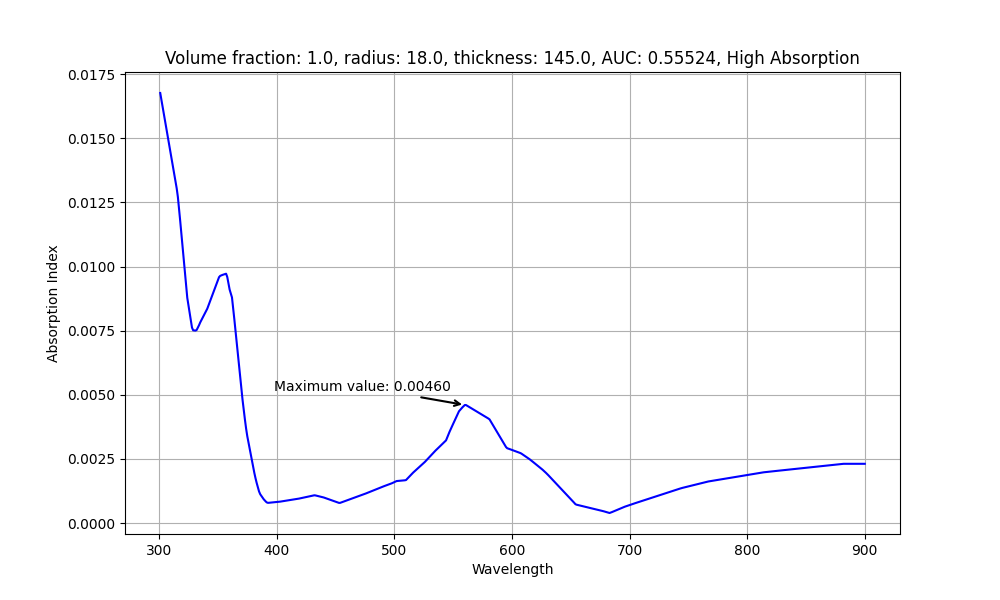 Volume fraction: 1.0, radius: 18.0, thickness: 145.0, AUC: 0.55524, High Absorption
0.0175
0.0150
0.0125
0.0100
0.0075
0.0050
0.0025
0.0000
Absorption Index
Maximum value: 0.00460
300 400 500 600 700 800 900
Wavelength